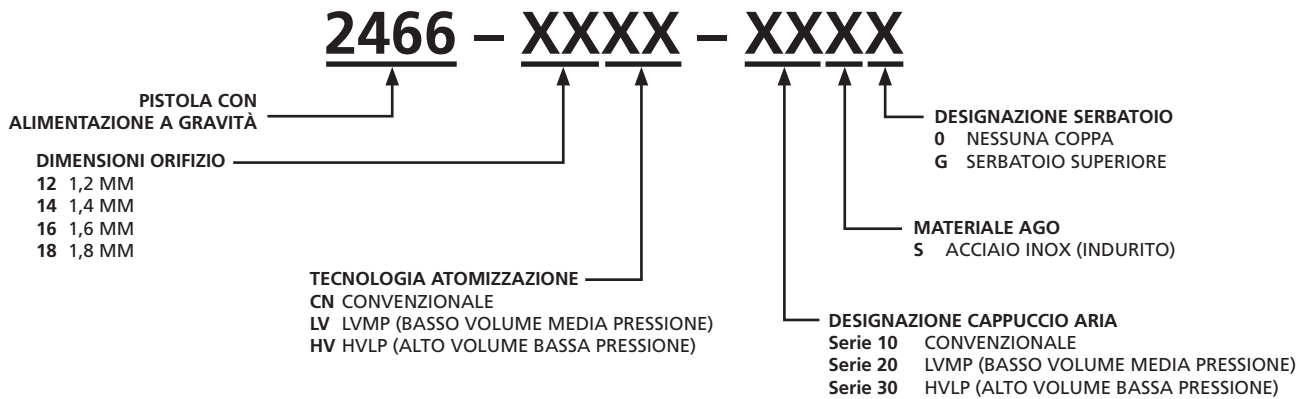 2466 – XXXX – XXXX
PISTOLA CON
ALIMENTAZIONE A GRAVITÀ
DIMENSIONI ORIFIZIO
12 1,2 MM
14 1,4 MM
16 1,6 MM
18 1,8 MM
TECNOLOGIA ATOMIZZAZIONE
CN CONVENZIONALE
LV LVMP (BASSO VOLUME MEDIA PRESSIONE)
HV HVLP (ALTO VOLUME BASSA PRESSIONE)
DESIGNAZIONE SERBATOIO
0 NESSUNA COPPA
G SERBATOIO SUPERIORE
MATERIALE AGO
S ACCIAIO INOX (INDURITO)
DESIGNAZIONE CAPPUCCIO ARIA
Serie 10 CONVENZIONALE
Serie 20 LVMP (BASSO VOLUME MEDIA PRESSIONE)
Serie 30 HVLP (ALTO VOLUME BASSA PRESSIONE)